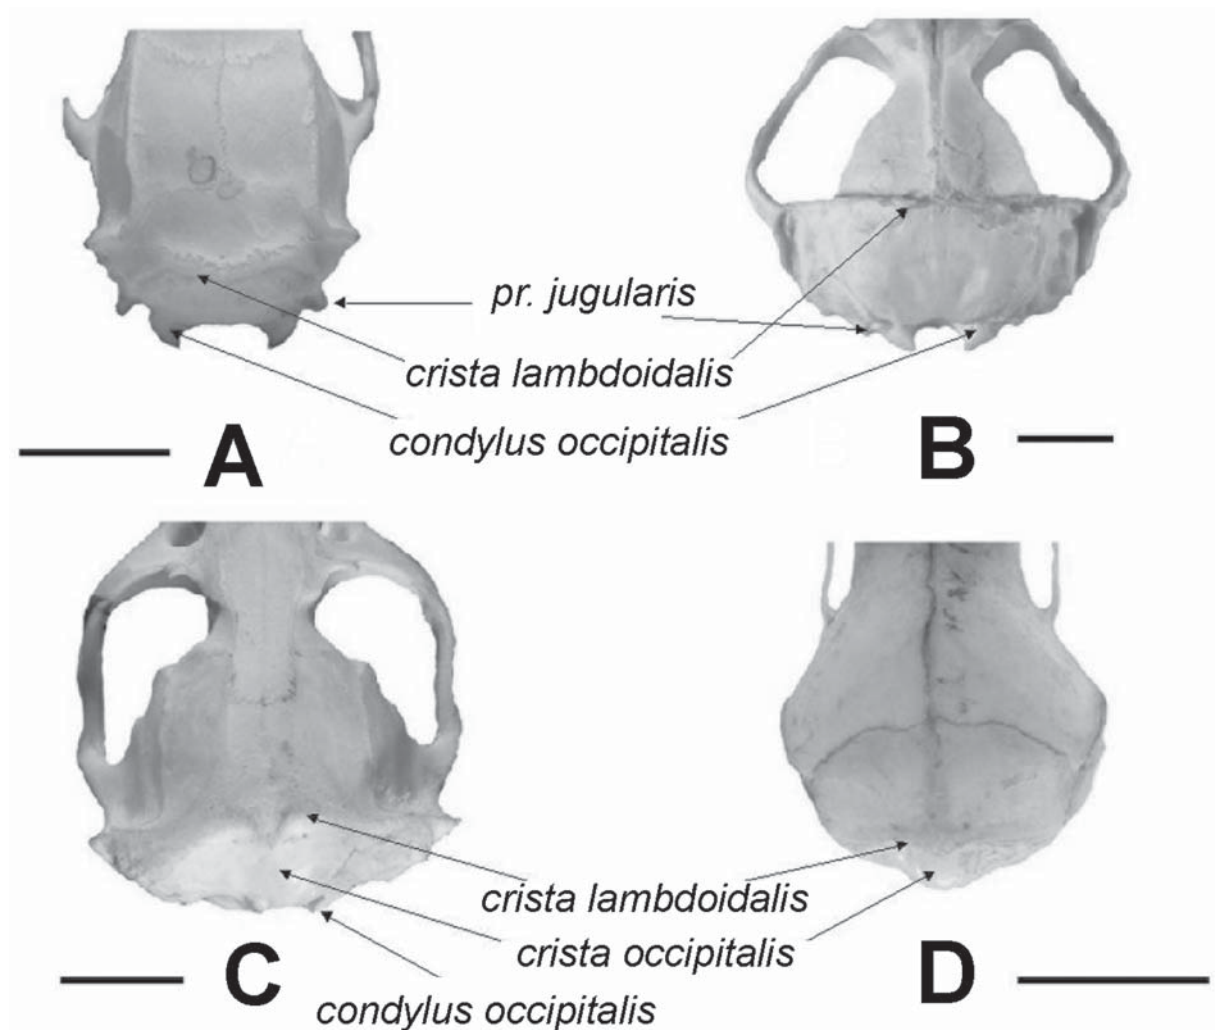 pr. jugularis
crista lambdoidalis
condylus occipitalis
A
B
crista lambdoidalis
crista occipitalis
condylus occipitalis
C
D